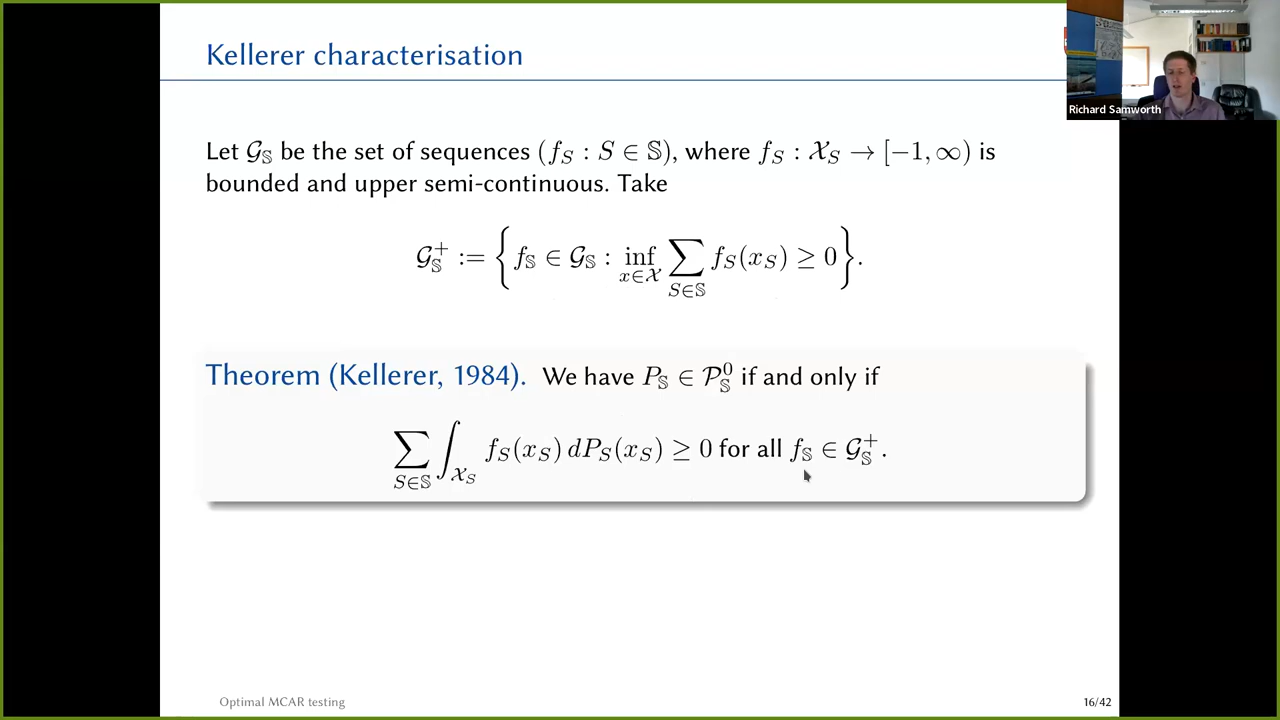 Kellerer characterisation
Richard Samworth
Let 𝒢_𝕊 be the set of sequences (f_S : S ∈ 𝕊), where f_S : 𝒳_S → [−1, ∞) is
bounded and upper semi-continuous. Take
𝒢_𝕊^+ := { f_𝕊 ∈ 𝒢_𝕊 : inf_{x∈𝒳} ∑_{S∈𝕊} f_S(x_S) ≥ 0 }.
Theorem (Kellerer, 1984). We have P_𝕊 ∈ 𝒫_𝕊^0 if and only if
∑_{S∈𝕊} ∫_{𝒳_S} f_S(x_S) dP_S(x_S) ≥ 0 for all f_𝕊 ∈ 𝒢_𝕊^+.
Optimal MCAR testing
16/42